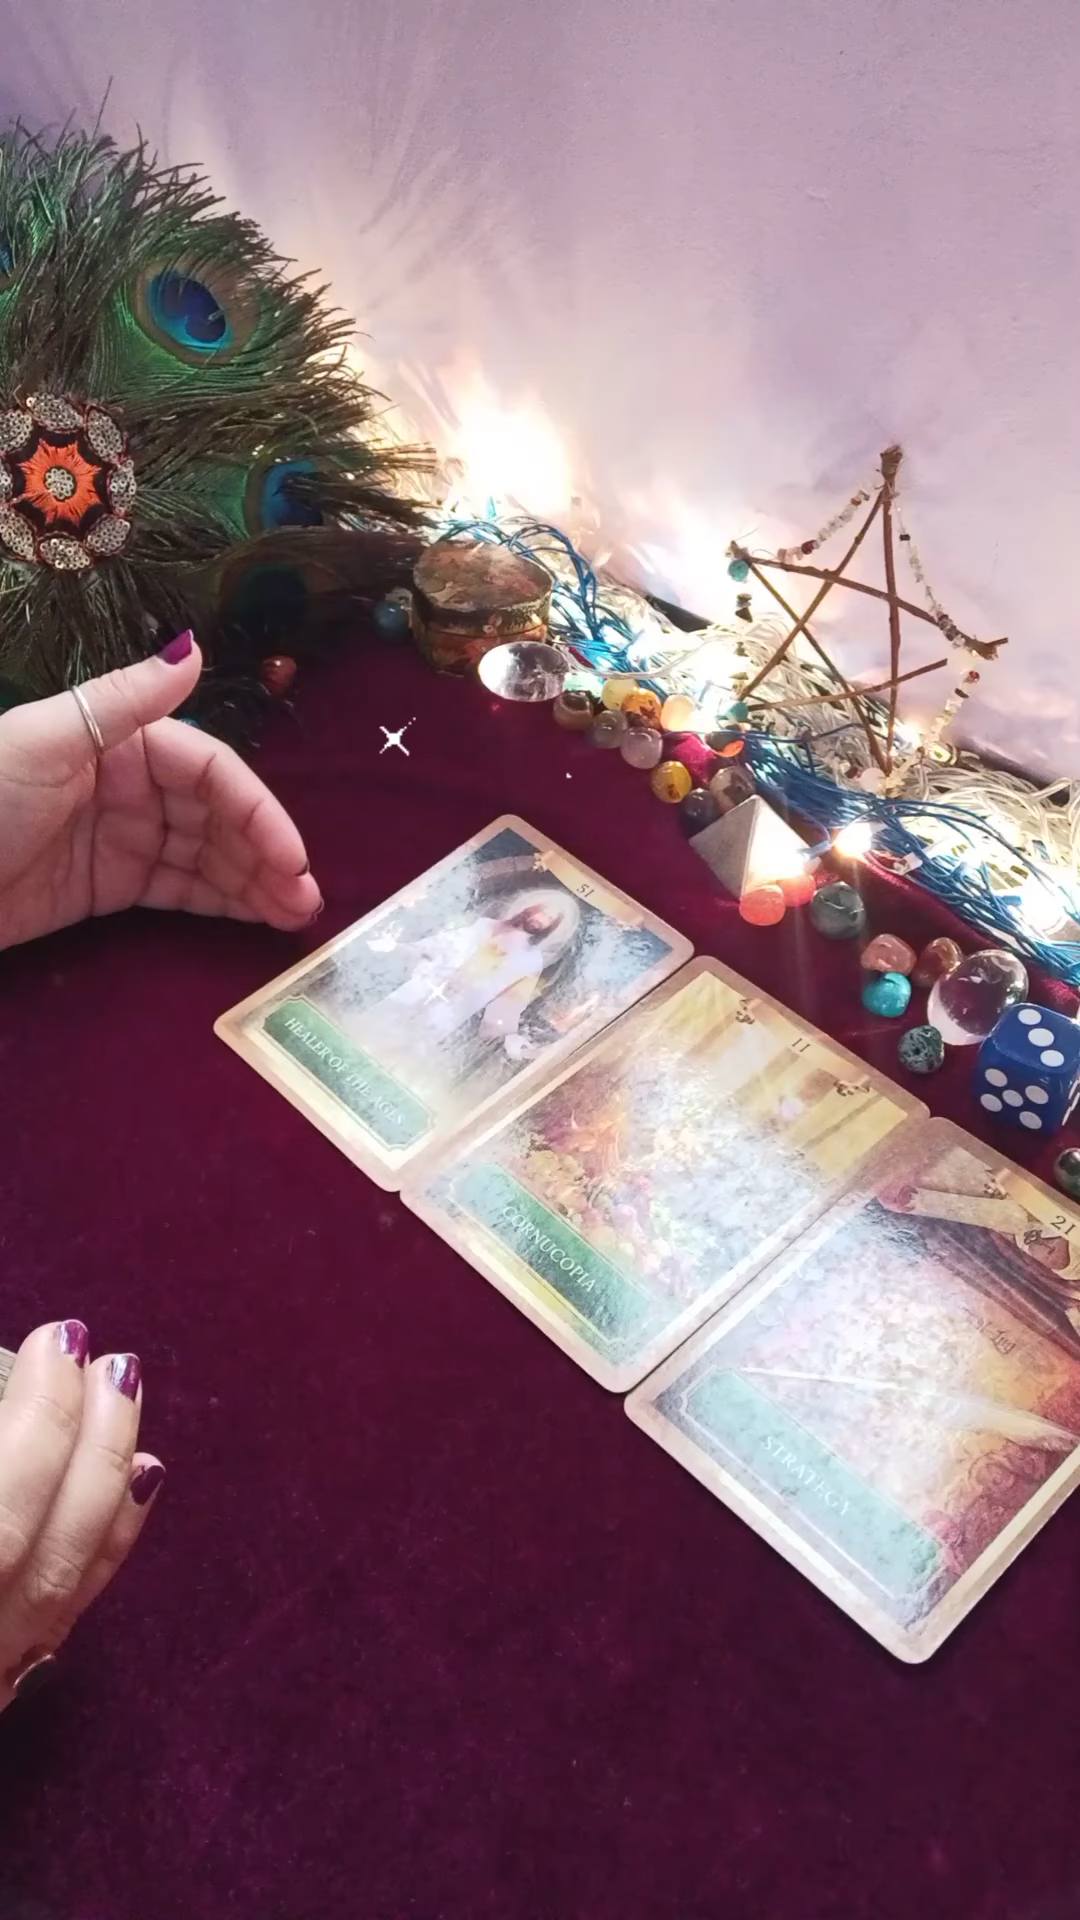 51
HEALER OF THE AGES
11
CORNUCOPIA
21
STRATEGY